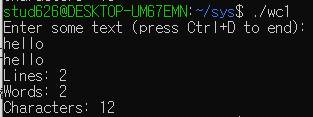 stud626@DESKTOP-UM67EMN:~/sys$ ./wc1
Enter some text (press Ctrl+D to end):
hello
hello
Lines: 2
Words: 2
Characters: 12